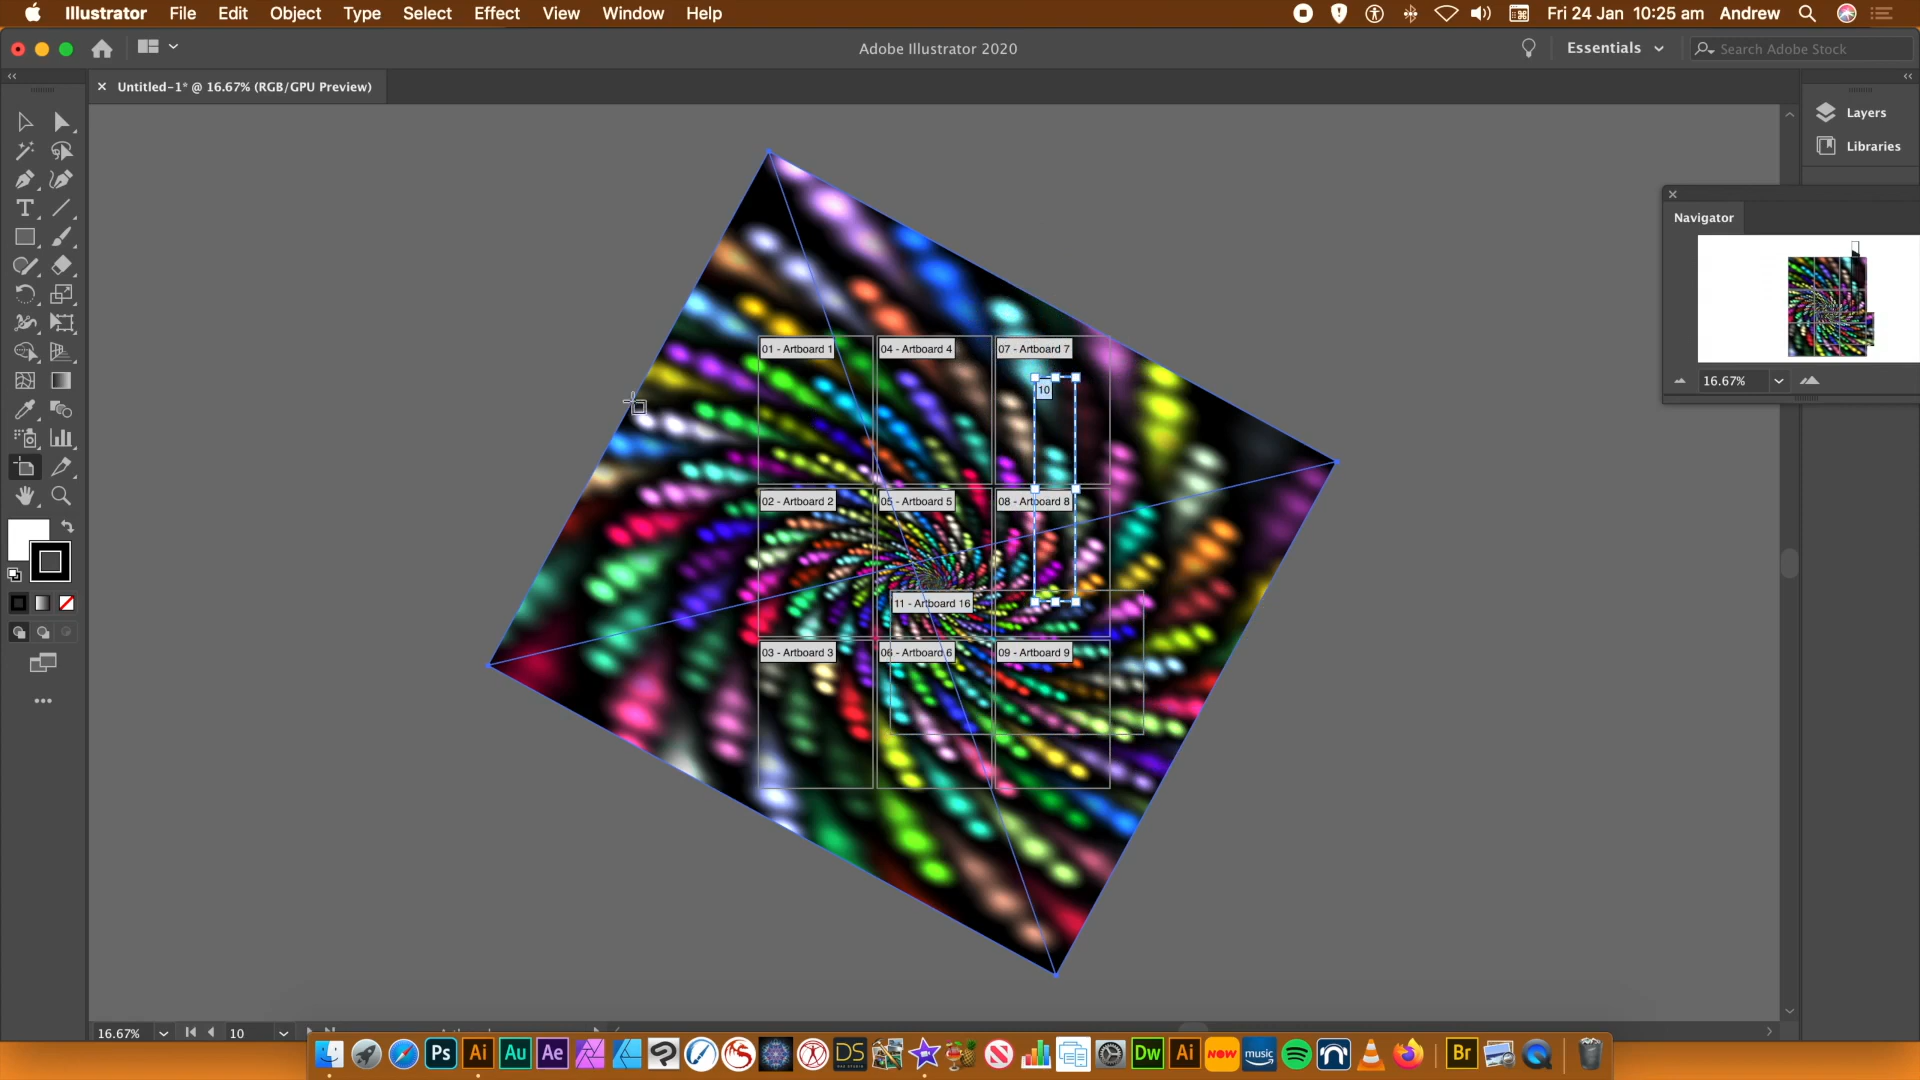 Illustrator File Edit Object Type Select Effect View Window Help Fri 24 Jan 10:25 am Andrew
Adobe Illustrator 2020 Essentials Search Adobe Stock
Untitled-1* @ 16.67% (RGB/GPU Preview)
Layers
Libraries
Navigator
16.67%
01 - Artboard 1 04 - Artboard 4 07 - Artboard 7
10
02 - Artboard 2 05 - Artboard 5 08 - Artboard 8
11 - Artboard 16
03 - Artboard 3 06 - Artboard 6 09 - Artboard 9
T
16.67% 10
Ps Ai Au Ae DS Dw Ai NOW music Br